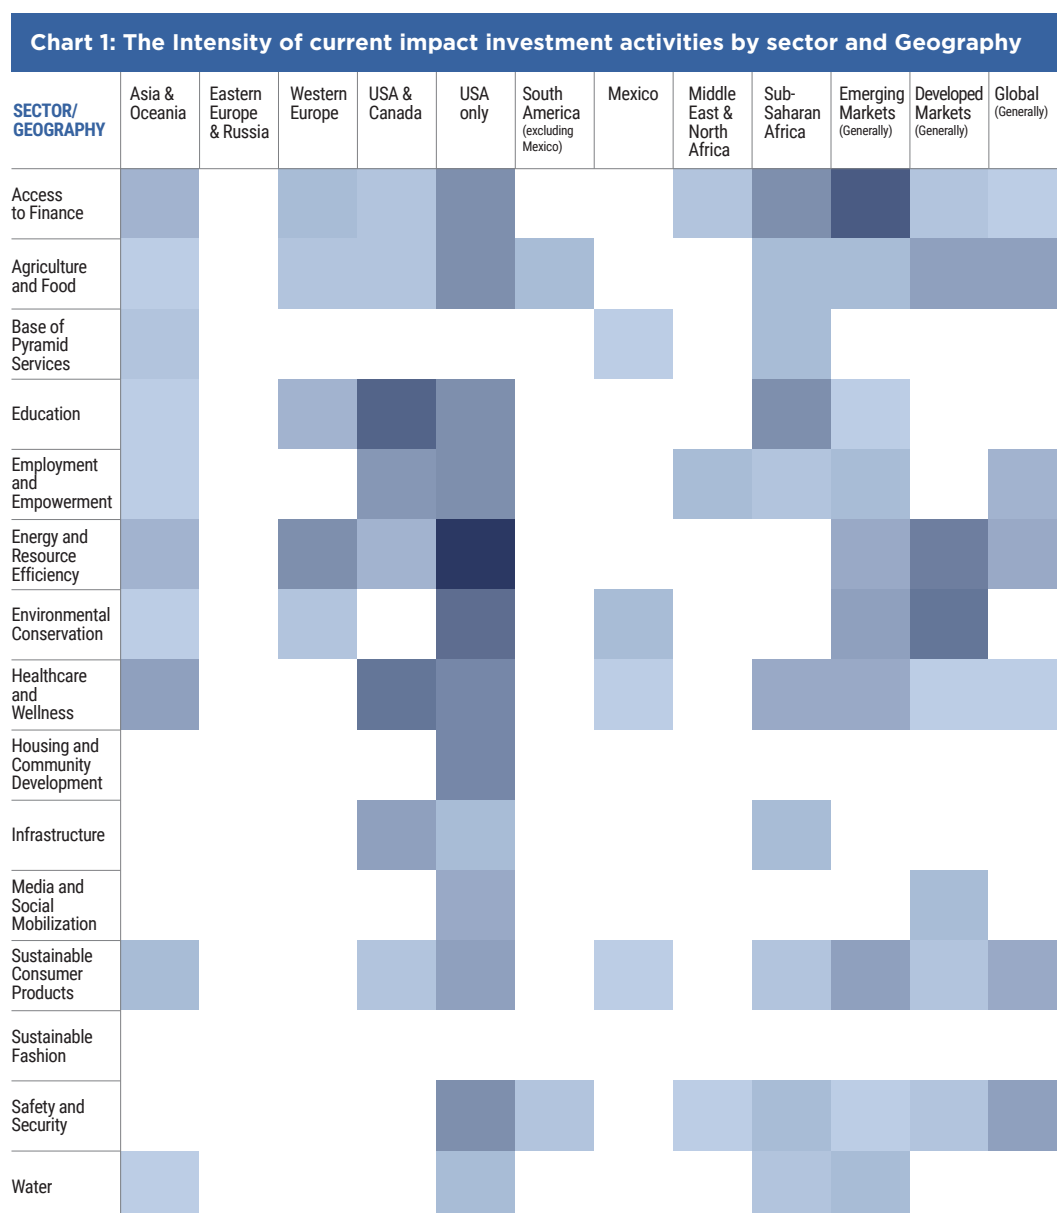 Chart 1: The Intensity of current impact investment activities by sector and Geography
SECTOR/
GEOGRAPHY
Asia &
Oceania
Eastern
Europe
& Russia
Western
Europe
USA &
Canada
USA
only
South
America
(excluding
Mexico)
Mexico
Middle
East &
North
Africa
Sub-
Saharan
Africa
Emerging
Markets
(Generally)
Developed
Markets
(Generally)
Global
(Generally)
Access
to Finance
Agriculture
and Food
Base of
Pyramid
Services
Education
Employment
and
Empowerment
Energy and
Resource
Efficiency
Environmental
Conservation
Healthcare
and
Wellness
Housing and
Community
Development
Infrastructure
Media and
Social
Mobilization
Sustainable
Consumer
Products
Sustainable
Fashion
Safety and
Security
Water